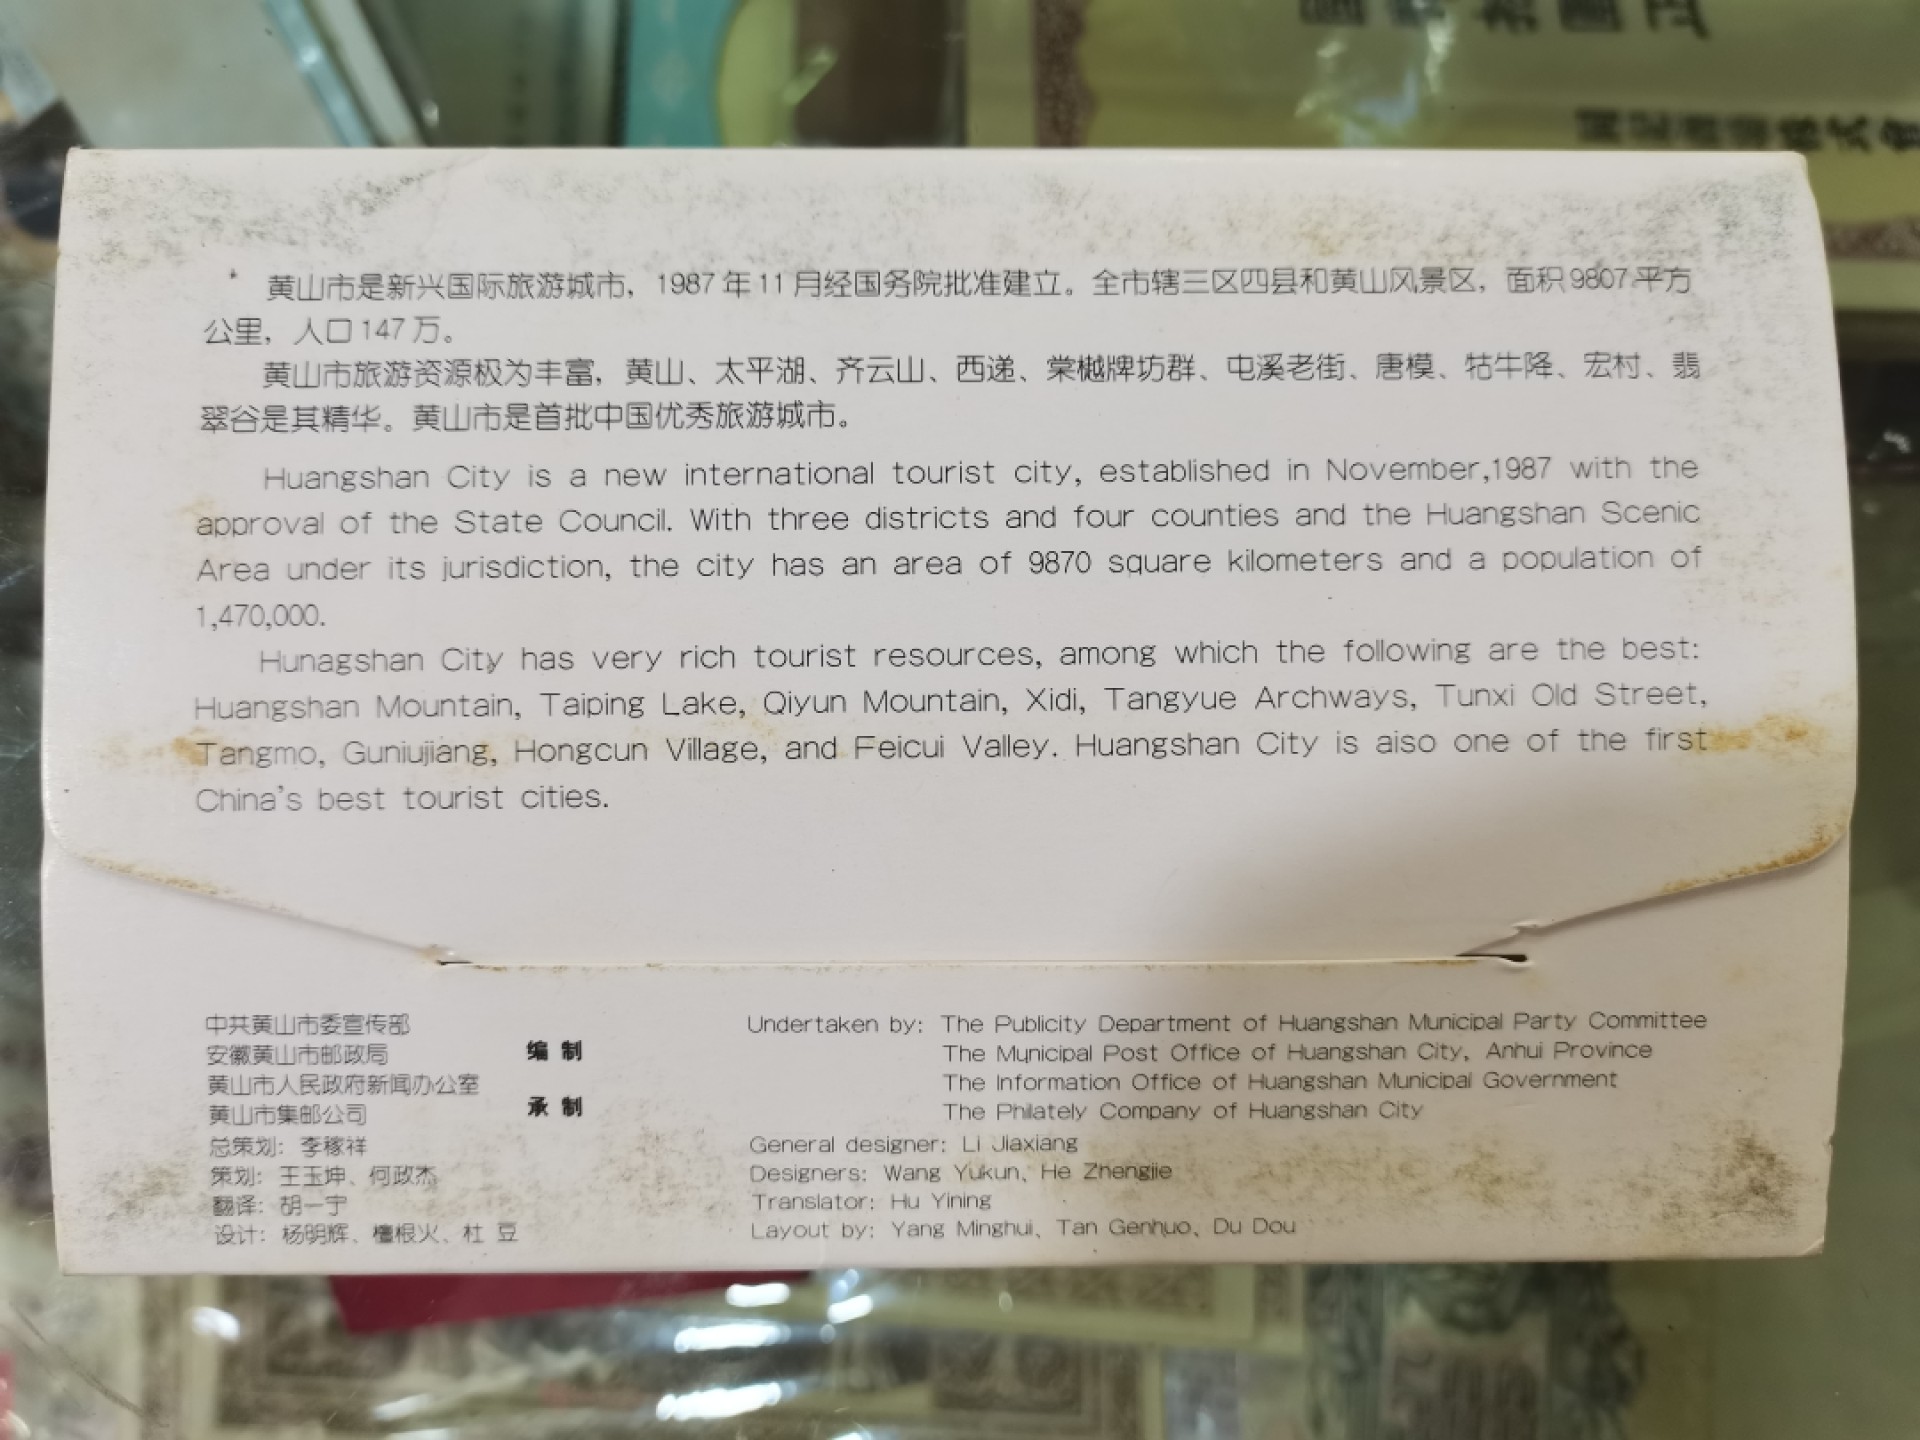 黄山市是新兴国际旅游城市，1987年11月经国务院批准建立。全市辖三区四县和黄山风景区，面积9807平方
公里，人口147万。
黄山市旅游资源极为丰富，黄山、太平湖、齐云山、西递、棠樾牌坊群、屯溪老街、唐模、牯牛降、宏村、翡
翠谷是其精华。黄山市是首批中国优秀旅游城市。
Huangshan City is a new international tourist city, established in November,1987 with the
approval of the State Council. With three districts and four counties and the Huangshan Scenic
Area under its jurisdiction, the city has an area of 9870 square kilometers and a population of
1,470,000.
Hunagshan City has very rich tourist resources, among which the following are the best:
Huangshan Mountain, Taiping Lake, Qiyun Mountain, Xidi, Tangyue Archways, Tunxi Old Street,
Tangmo, Guniujiang, Hongcun Village, and Feicui Valley. Huangshan City is aiso one of the first
China's best tourist cities.
中共黄山市委宣传部
安徽黄山市邮政局 编 制
黄山市人民政府新闻办公室
黄山市集邮公司 承 制
总策划：李稼祥
策划：王玉坤、何政杰
翻译：胡一宁
设计：杨明辉、檀根火、杜 豆
Undertaken by: The Publicity Department of Huangshan Municipal Party Committee
The Municipal Post Office of Huangshan City, Anhui Province
The Information Office of Huangshan Municipal Government
The Philately Company of Huangshan City
General designer: Li Jiaxiang
Designers: Wang Yukun、He Zhengjie
Translator: Hu Yining
Layout by: Yang Minghui、Tan Genhuo、Du Dou